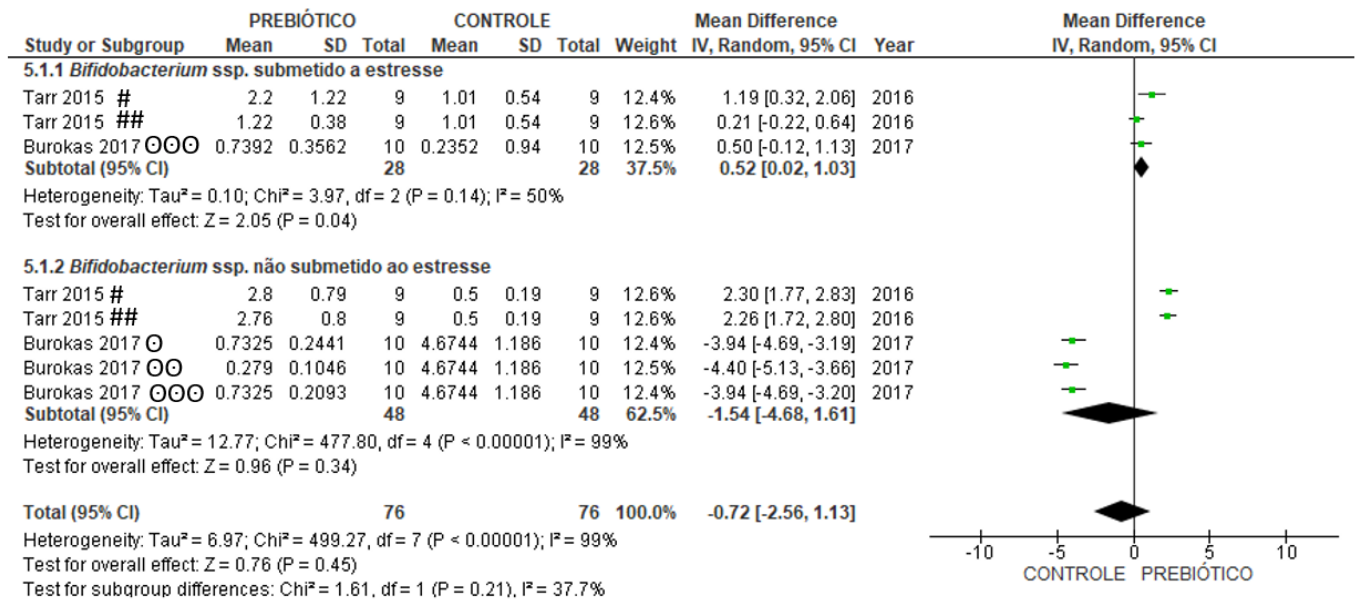 PREBIÓTICO CONTROLE Mean Difference Mean Difference
Study or Subgroup Mean SD Total Mean SD Total Weight IV, Random, 95% CI Year IV, Random, 95% CI
5.1.1 Bifidobacterium ssp. submetido a estresse
Tarr 2015 # 2.2 1.22 9 1.01 0.54 9 12.4% 1.19 [0.32, 2.06] 2016
Tarr 2015 ## 1.22 0.38 9 1.01 0.54 9 12.6% 0.21 [-0.22, 0.64] 2016
Burokas 2017 ʘʘʘ 0.7392 0.3562 10 0.2352 0.94 10 12.5% 0.50 [-0.12, 1.13] 2017
Subtotal (95% CI) 28 28 37.5% 0.52 [0.02, 1.03]
Heterogeneity: Tau² = 0.10; Chi² = 3.97, df = 2 (P = 0.14); I² = 50%
Test for overall effect: Z = 2.05 (P = 0.04)
5.1.2 Bifidobacterium ssp. não submetido ao estresse
Tarr 2015 # 2.8 0.79 9 0.5 0.19 9 12.6% 2.30 [1.77, 2.83] 2016
Tarr 2015 ## 2.76 0.8 9 0.5 0.19 9 12.6% 2.26 [1.72, 2.80] 2016
Burokas 2017 ʘ 0.7325 0.2441 10 4.6744 1.186 10 12.4% -3.94 [-4.69, -3.19] 2017
Burokas 2017 ʘʘ 0.279 0.1046 10 4.6744 1.186 10 12.5% -4.40 [-5.13, -3.66] 2017
Burokas 2017 ʘʘʘ 0.7325 0.2093 10 4.6744 1.186 10 12.4% -3.94 [-4.69, -3.20] 2017
Subtotal (95% CI) 48 48 62.5% -1.54 [-4.68, 1.61]
Heterogeneity: Tau² = 12.77; Chi² = 477.80, df = 4 (P < 0.00001); I² = 99%
Test for overall effect: Z = 0.96 (P = 0.34)
Total (95% CI) 76 76 100.0% -0.72 [-2.56, 1.13]
Heterogeneity: Tau² = 6.97; Chi² = 499.27, df = 7 (P < 0.00001); I² = 99%
Test for overall effect: Z = 0.76 (P = 0.45)
Test for subgroup differences: Chi² = 1.61, df = 1 (P = 0.21), I² = 37.7%
-10 -5 0 5 10
CONTROLE PREBIÓTICO